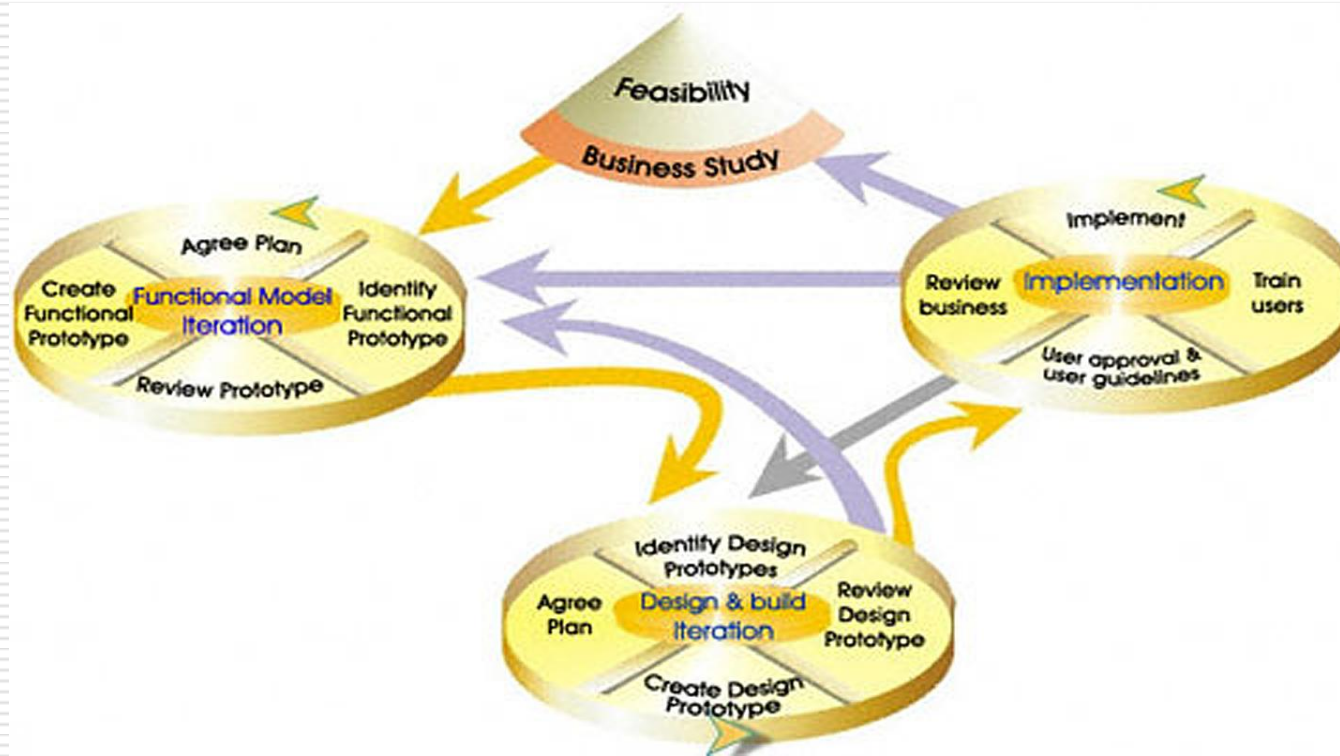 Feasibility
Business Study
Agree Plan
Create
Functional
Prototype
Functional Model
Iteration
Identify
Functional
Prototype
Review Prototype
Implement
Review
business
Implementation
Train
users
User approval &
user guidelines
Identify Design
Prototypes
Agree
Plan
Design & build
Iteration
Review
Design
Prototype
Create Design
Prototype